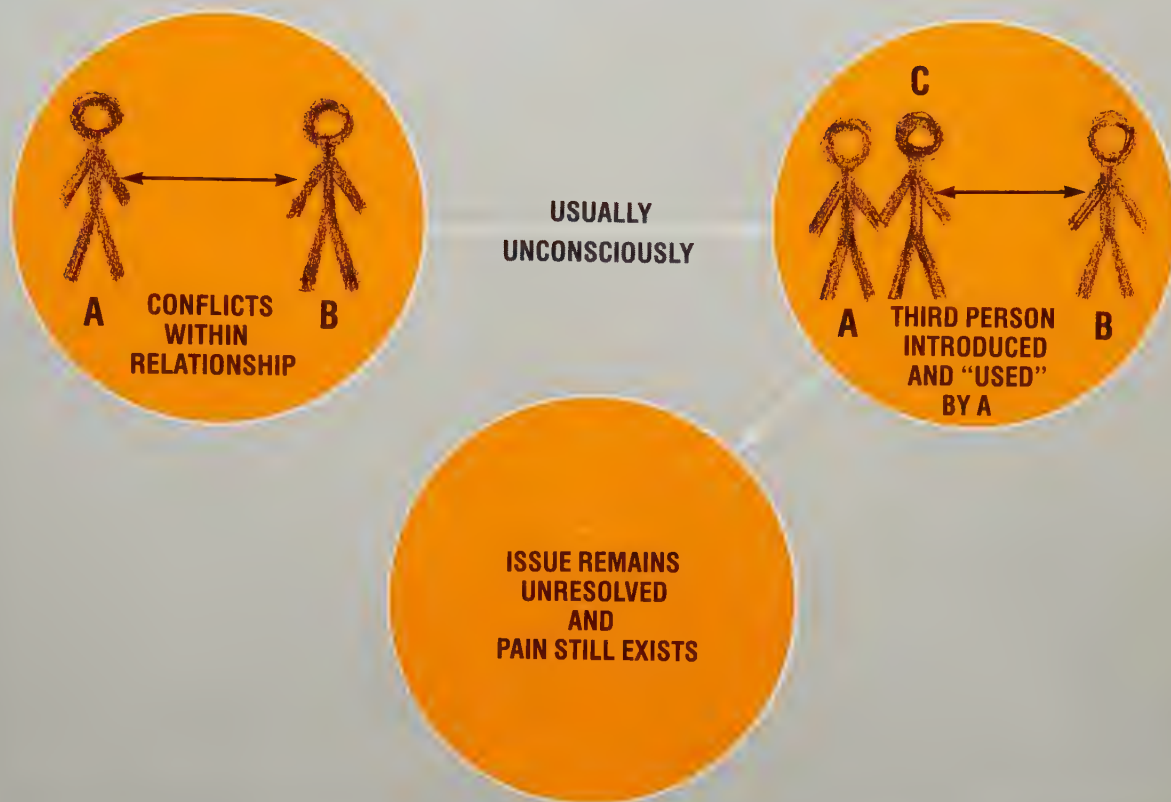 A
CONFLICTS
WITHIN
RELATIONSHIP
B
USUALLY
UNCONSCIOUSLY
C
A
THIRD PERSON
INTRODUCED
AND “USED”
BY A
B
ISSUE REMAINS
UNRESOLVED
AND
PAIN STILL EXISTS